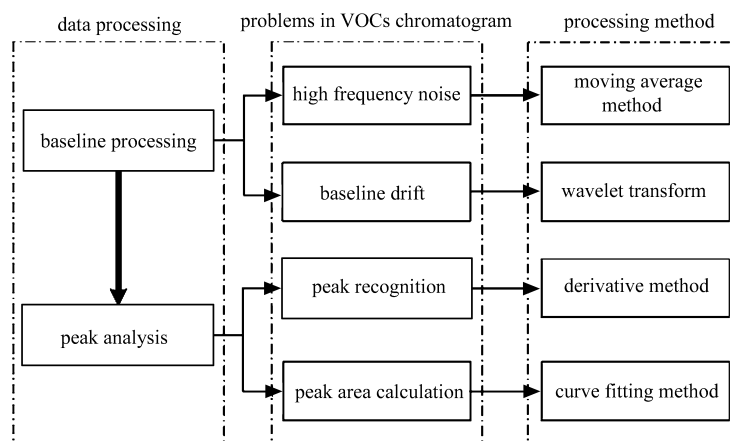 data processing
problems in VOCs chromatogram
processing method
baseline processing
high frequency noise
moving average
method
baseline drift
wavelet transform
peak analysis
peak recognition
derivative method
peak area calculation
curve fitting method